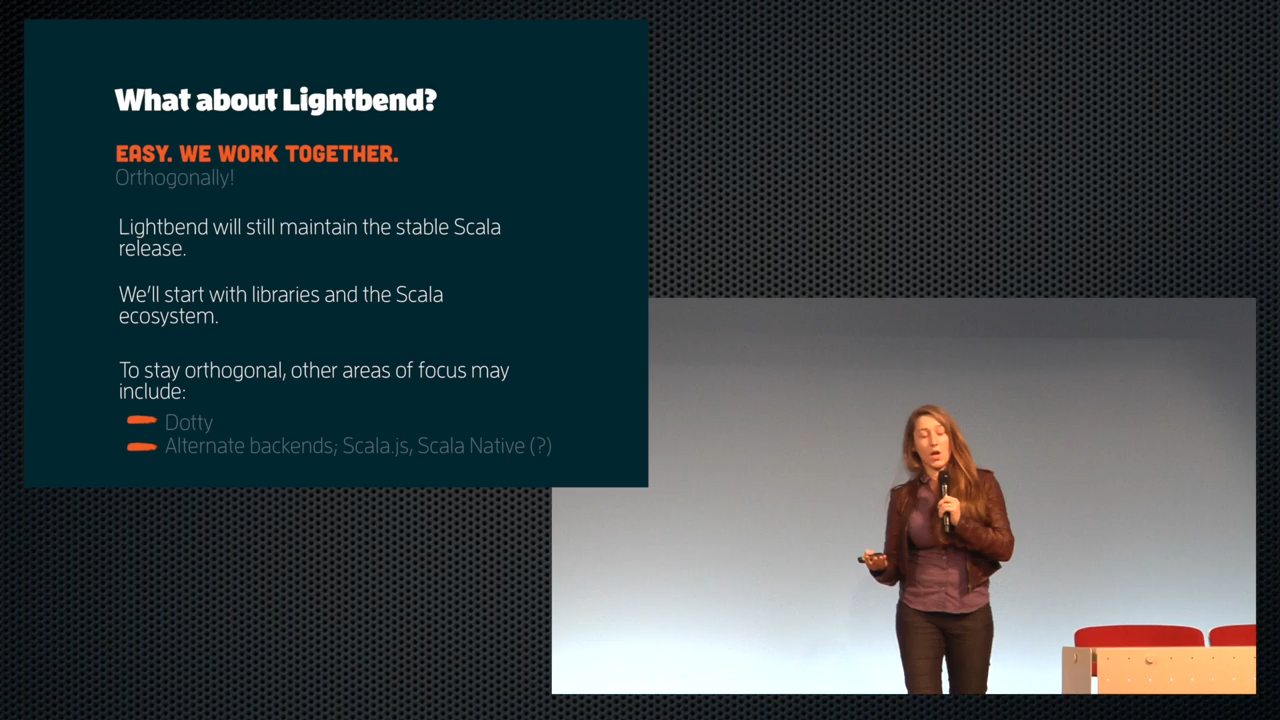 What about Lightbend?
EASY. WE WORK TOGETHER.
Orthogonally!
Lightbend will still maintain the stable Scala
release.
We'll start with libraries and the Scala
ecosystem.
To stay orthogonal, other areas of focus may
include:
Dotty
Alternate backends; Scala.js, Scala Native (?)